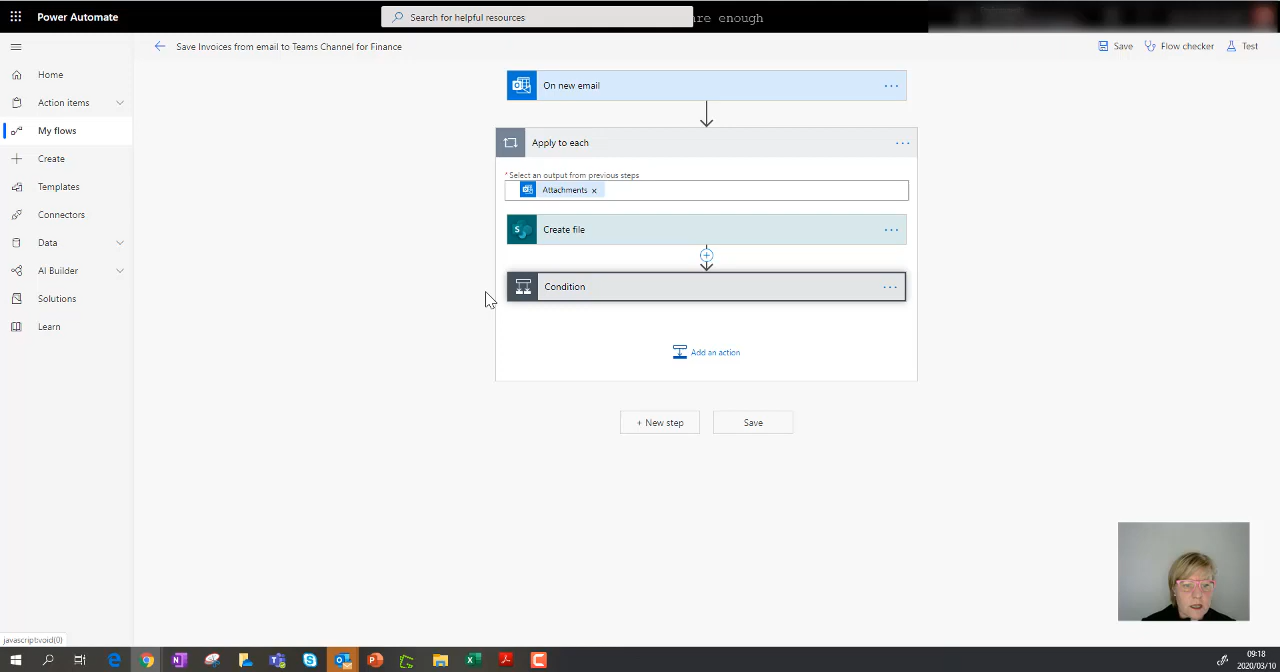 Power Automate
Search for helpful resources
are enough
Save Invoices from email to Teams Channel for Finance
Save
Flow checker
Test
Home
Action items
My flows
Create
Templates
Connectors
Data
AI Builder
Solutions
Learn
On new email
Apply to each
* Select an output from previous steps
Attachments ×
S
Create file
Condition
Add an action
+ New step
Save
javascript:void(0)
09:18
2020/03/10